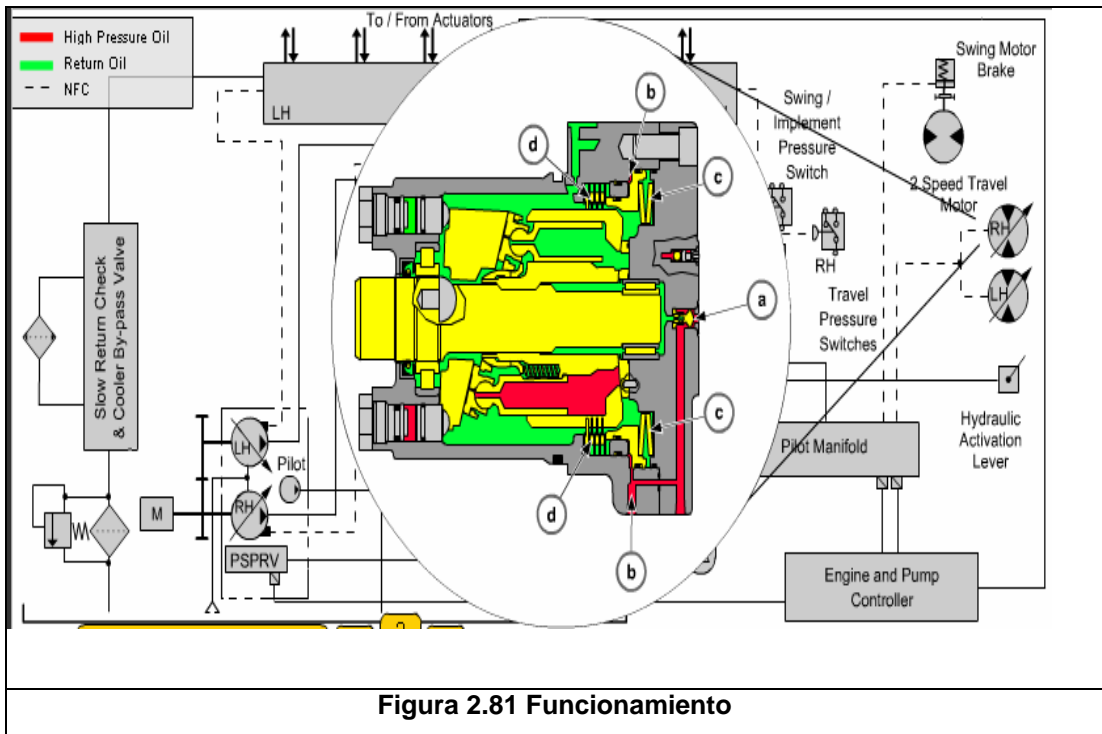 To / From Actuators
High Pressure Oil
Return Oil
NFC
LH
b
d
c
Swing Motor
Brake
Swing /
Implement
Pressure
Switch
2 Speed Travel
Motor
RH
RH
LH
a
Travel
Pressure
Switches
Slow Return Check
& Cooler By-pass Valve
c
Hydraulic
Activation
Lever
Pilot Manifold
LH
Pilot
RH
M
d
PSPRV
b
Engine and Pump
Controller
Figura 2.81 Funcionamiento